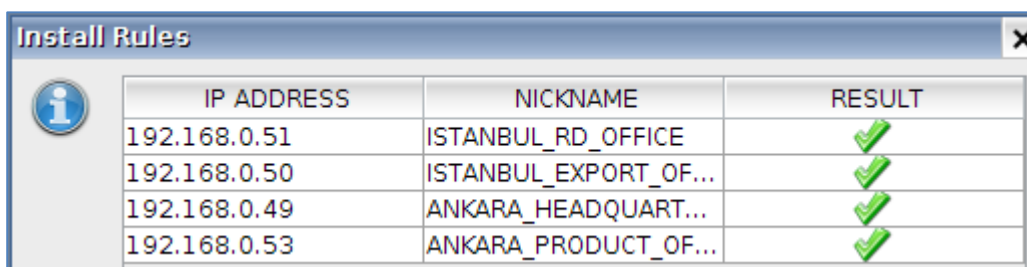 Install Rules
IP ADDRESS NICKNAME RESULT
192.168.0.51 ISTANBUL_RD_OFFICE
192.168.0.50 ISTANBUL_EXPORT_OF...
192.168.0.49 ANKARA_HEADQUART...
192.168.0.53 ANKARA_PRODUCT_OF...